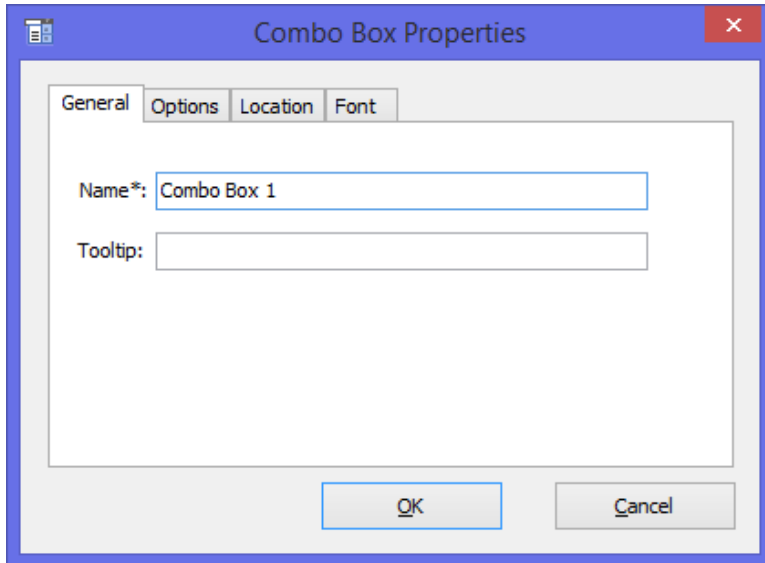 Combo Box Properties
General Options Location Font
Name*: Combo Box 1
Tooltip:
OK Cancel